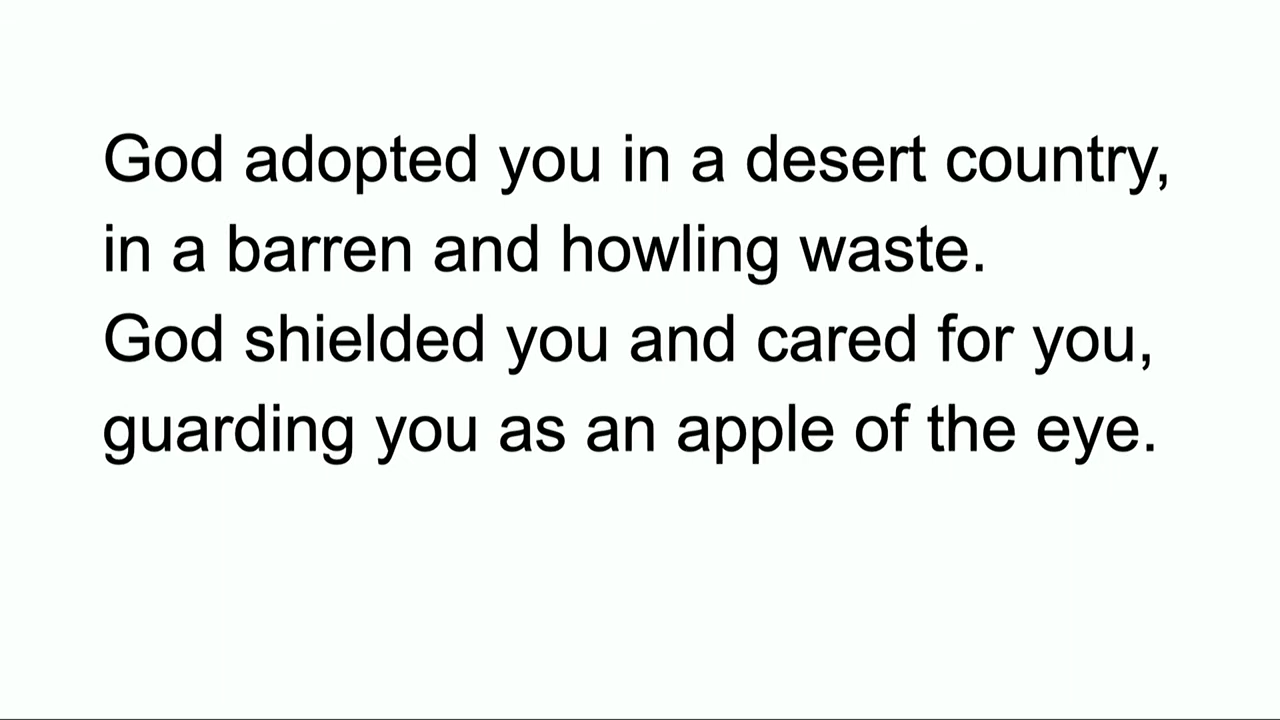 God adopted you in a desert country,
in a barren and howling waste.
God shielded you and cared for you,
guarding you as an apple of the eye.